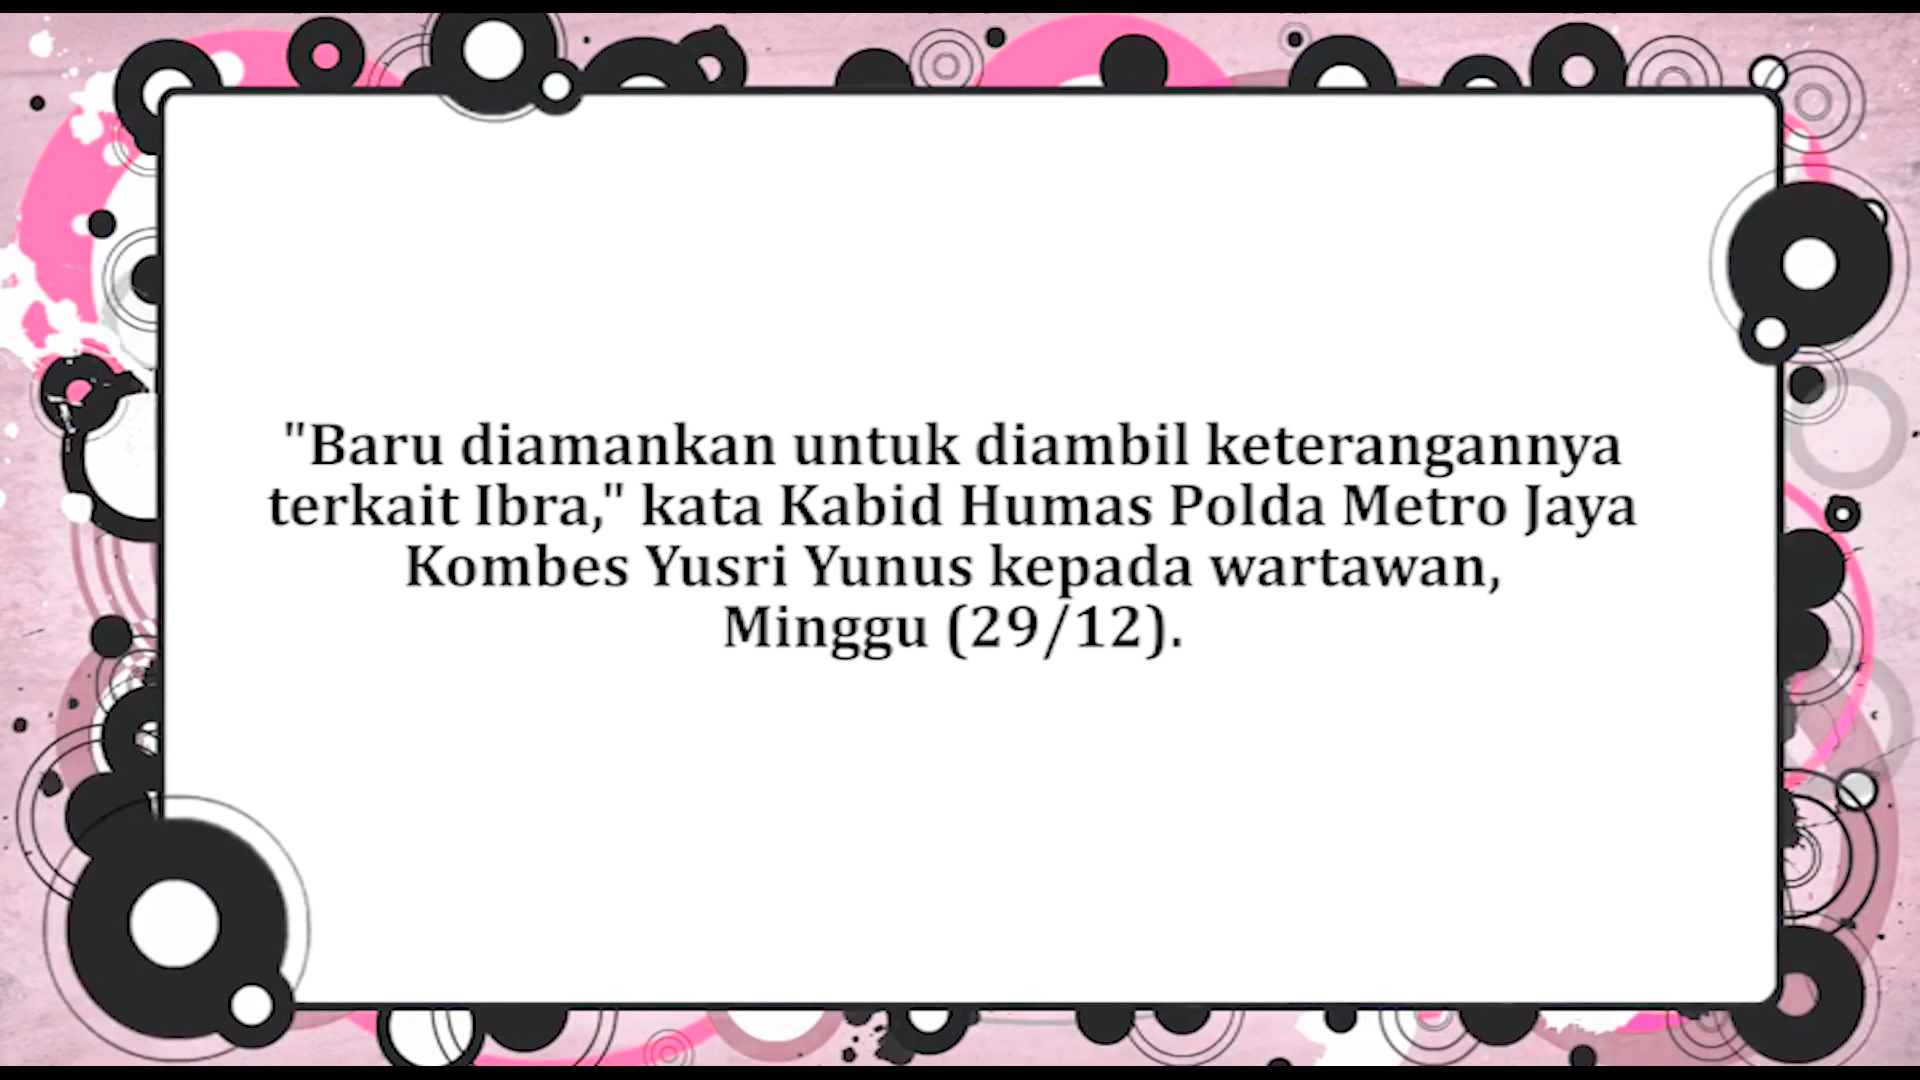 "Baru diamankan untuk diambil keterangannya
terkait Ibra," kata Kabid Humas Polda Metro Jaya
Kombes Yusri Yunus kepada wartawan,
Minggu (29/12).